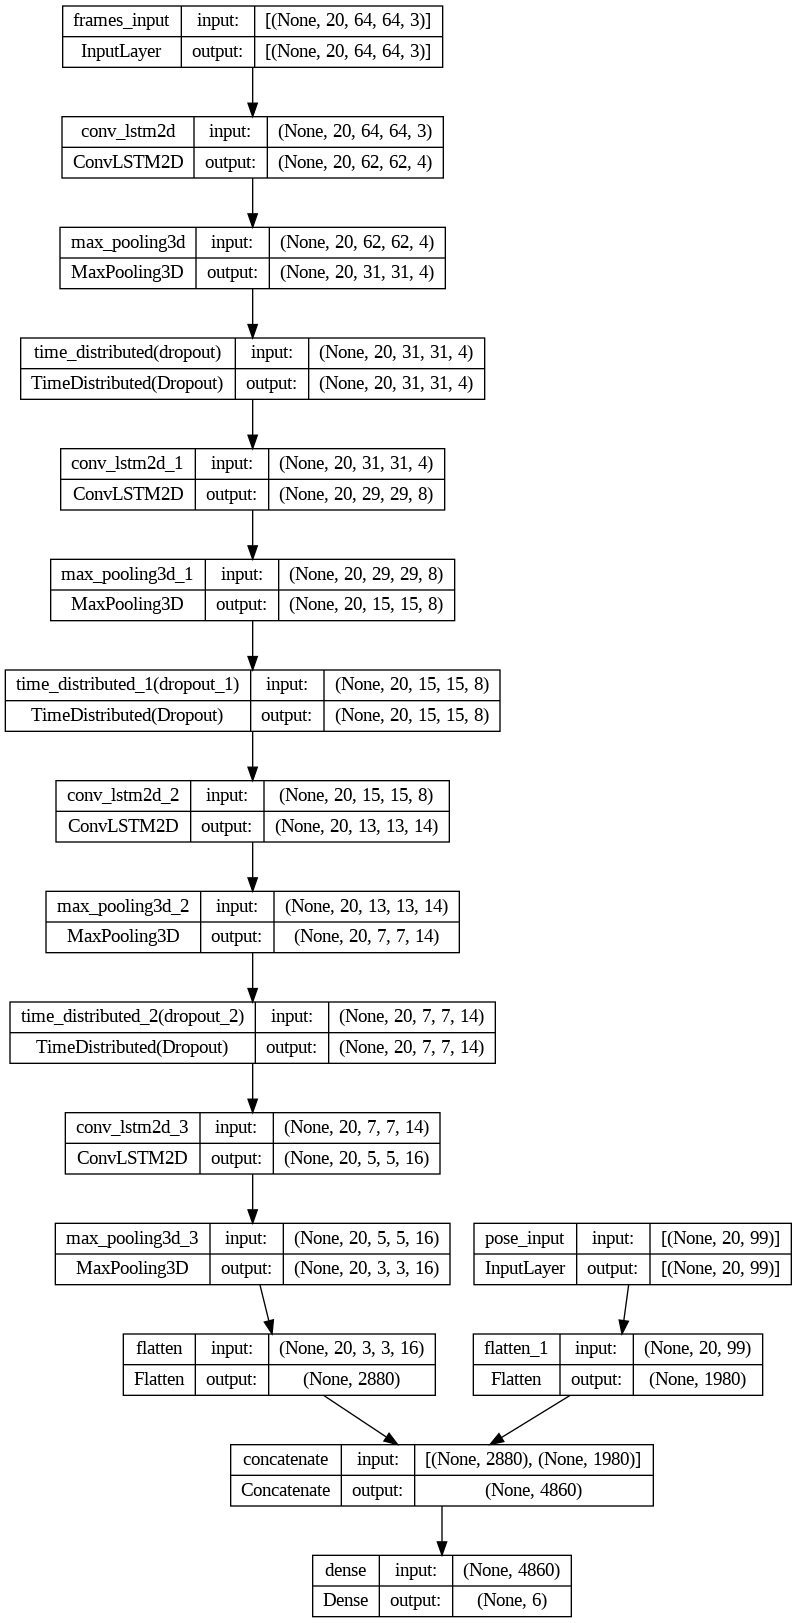 frames_input input: [(None, 20, 64, 64, 3)]
InputLayer output: [(None, 20, 64, 64, 3)]
conv_lstm2d input: (None, 20, 64, 64, 3)
ConvLSTM2D output: (None, 20, 62, 62, 4)
max_pooling3d input: (None, 20, 62, 62, 4)
MaxPooling3D output: (None, 20, 31, 31, 4)
time_distributed(dropout) input: (None, 20, 31, 31, 4)
TimeDistributed(Dropout) output: (None, 20, 31, 31, 4)
conv_lstm2d_1 input: (None, 20, 31, 31, 4)
ConvLSTM2D output: (None, 20, 29, 29, 8)
max_pooling3d_1 input: (None, 20, 29, 29, 8)
MaxPooling3D output: (None, 20, 15, 15, 8)
time_distributed_1(dropout_1) input: (None, 20, 15, 15, 8)
TimeDistributed(Dropout) output: (None, 20, 15, 15, 8)
conv_lstm2d_2 input: (None, 20, 15, 15, 8)
ConvLSTM2D output: (None, 20, 13, 13, 14)
max_pooling3d_2 input: (None, 20, 13, 13, 14)
MaxPooling3D output: (None, 20, 7, 7, 14)
time_distributed_2(dropout_2) input: (None, 20, 7, 7, 14)
TimeDistributed(Dropout) output: (None, 20, 7, 7, 14)
conv_lstm2d_3 input: (None, 20, 7, 7, 14)
ConvLSTM2D output: (None, 20, 5, 5, 16)
max_pooling3d_3 input: (None, 20, 5, 5, 16)
MaxPooling3D output: (None, 20, 3, 3, 16)
pose_input input: [(None, 20, 99)]
InputLayer output: [(None, 20, 99)]
flatten input: (None, 20, 3, 3, 16)
Flatten output: (None, 2880)
flatten_1 input: (None, 20, 99)
Flatten output: (None, 1980)
concatenate input: [(None, 2880), (None, 1980)]
Concatenate output: (None, 4860)
dense input: (None, 4860)
Dense output: (None, 6)